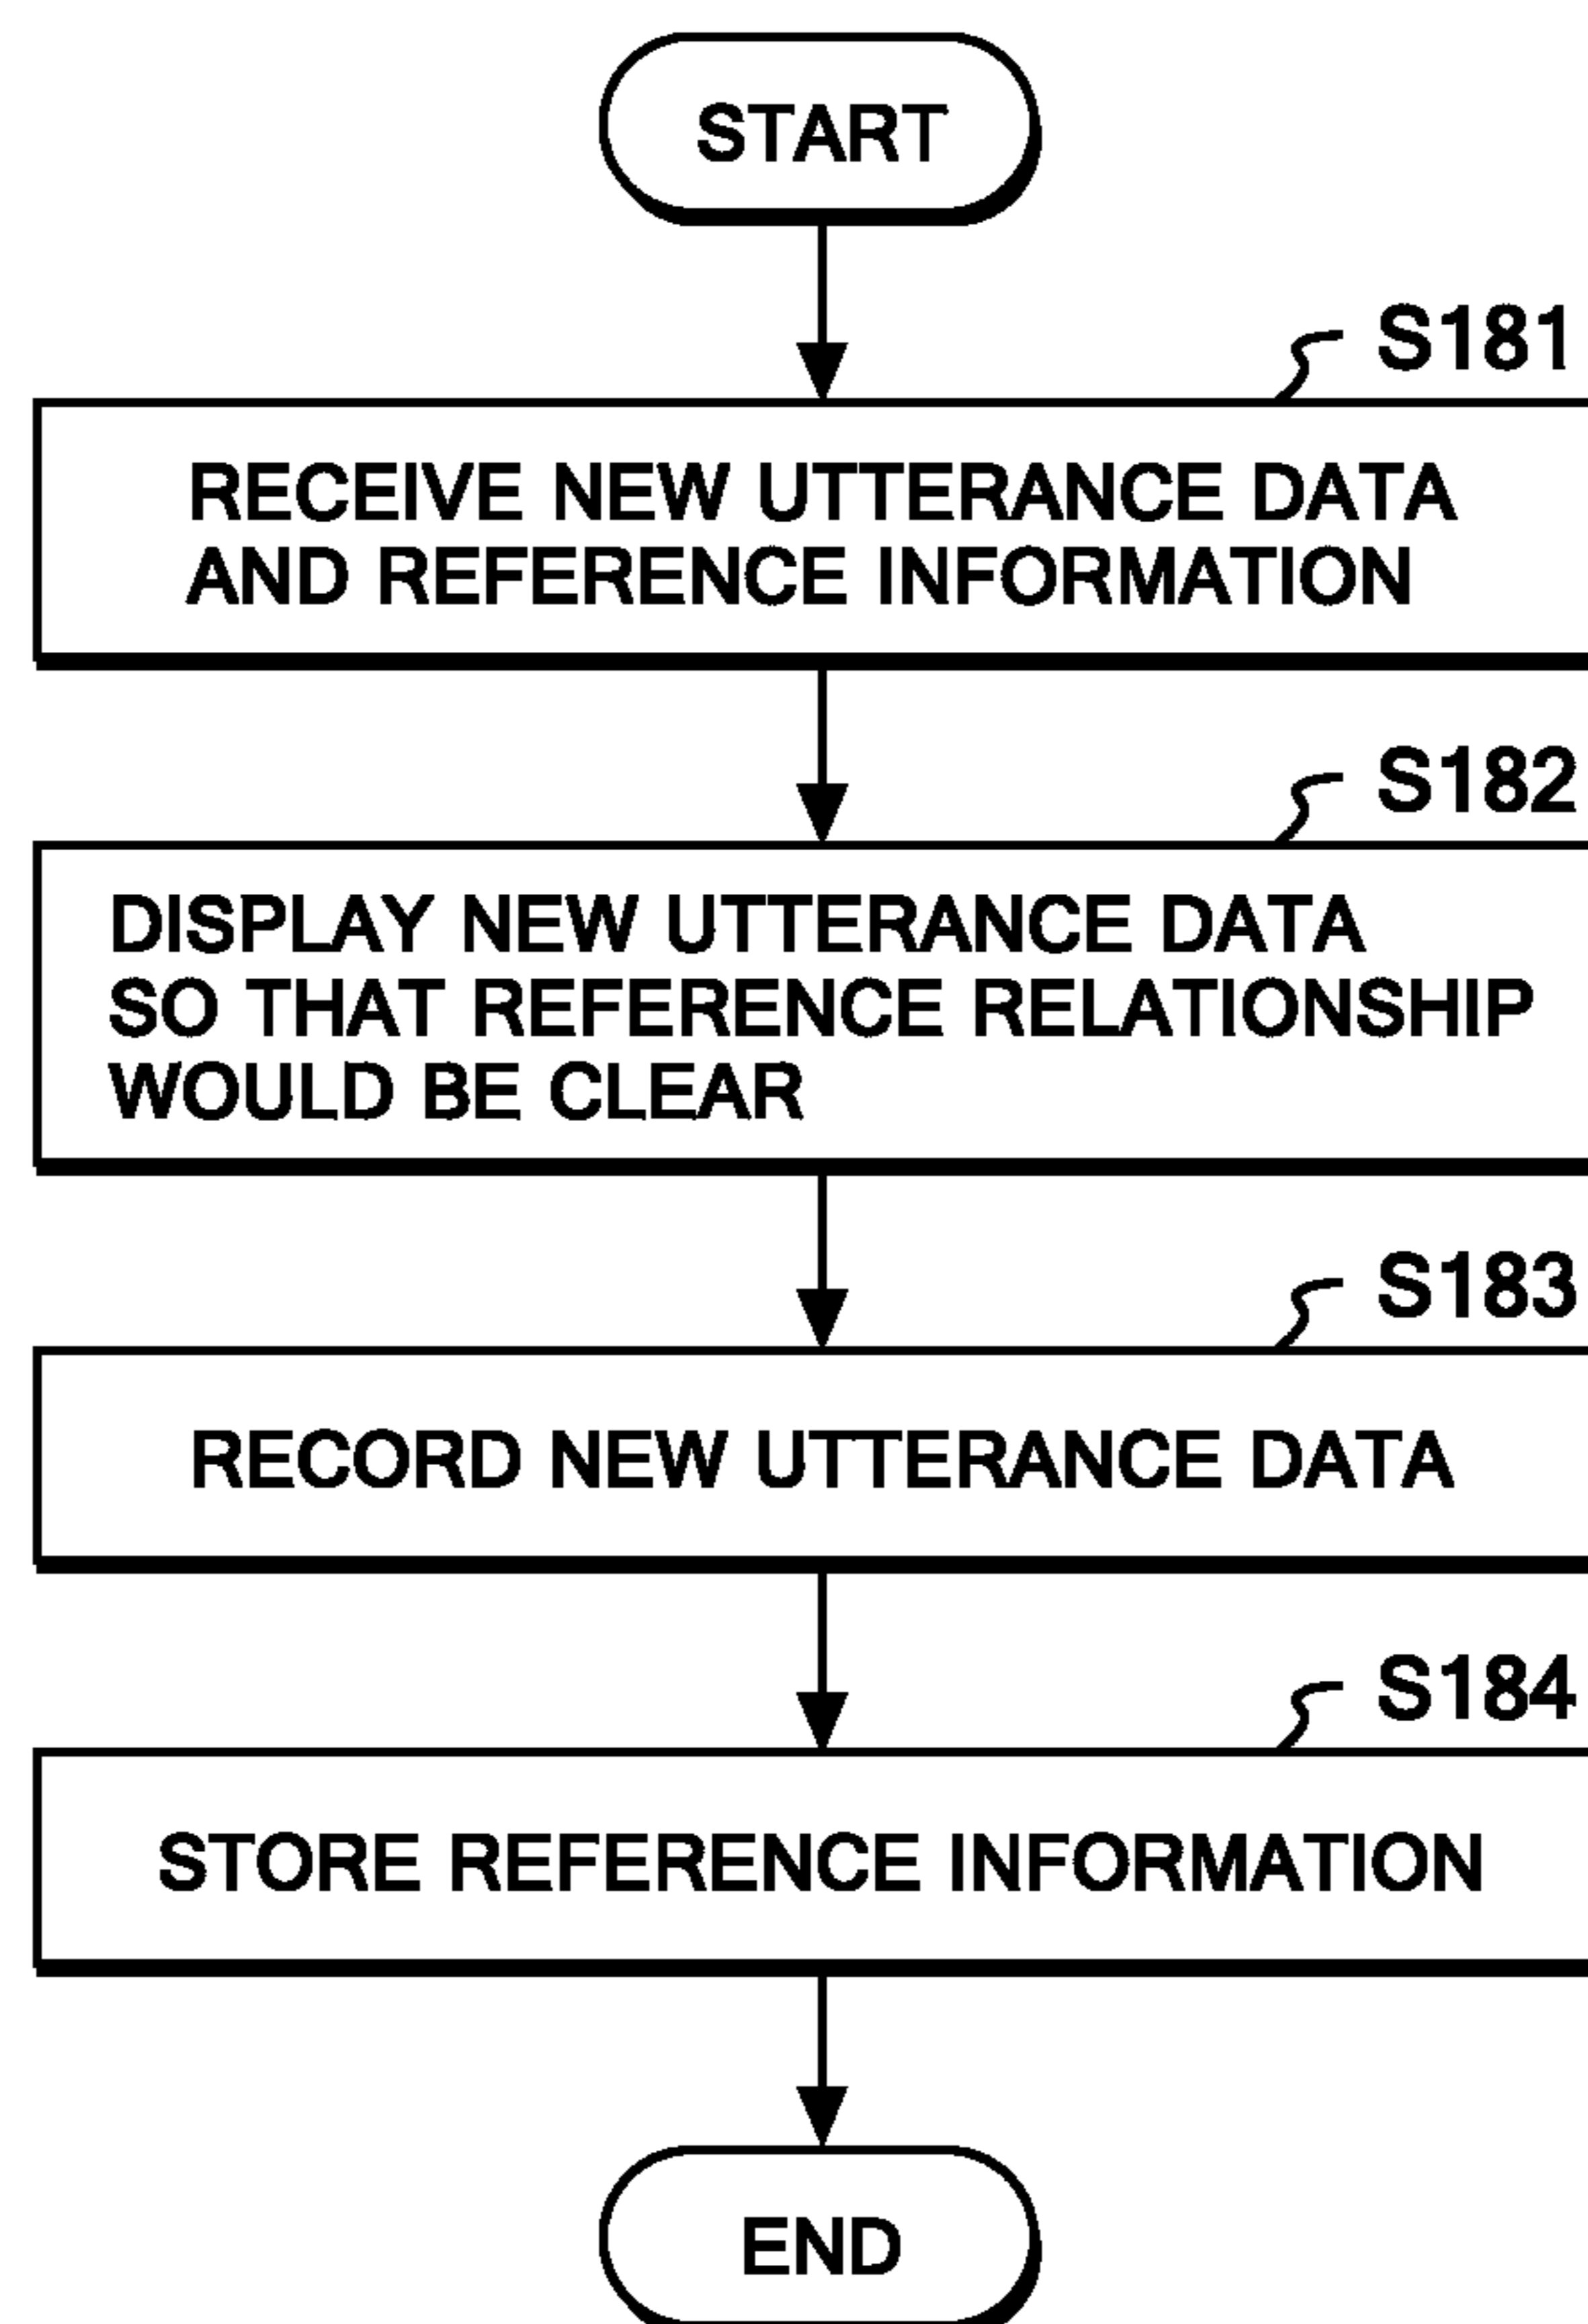 START
S181
RECEIVE NEW UTTERANCE DATA
AND REFERENCE INFORMATION
S182
DISPLAY NEW UTTERANCE DATA
SO THAT REFERENCE RELATIONSHIP
WOULD BE CLEAR
S183
RECORD NEW UTTERANCE DATA
S184
STORE REFERENCE INFORMATION
END